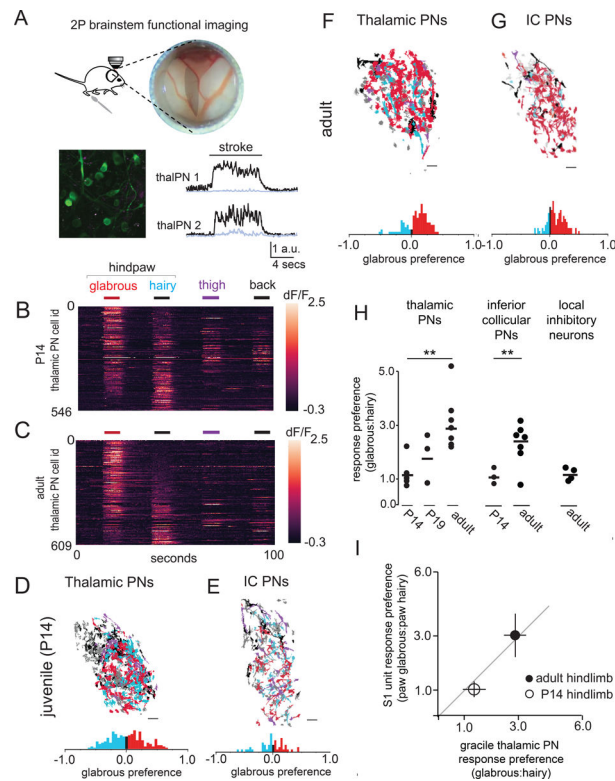 A
2P brainstem functional imaging
stroke
thalPN 1
thalPN 2
1 a.u.
4 secs
hindpaw
glabrous hairy thigh back
dF/F
B
P14
thalamic PN cell id
0
546
2.5
-0.3
C
adult
thalamic PN cell id
0
609
0 seconds 100
dF/F
2.5
-0.3
D
Thalamic PNs
juvenile (P14)
-1.0 0 1.0
glabrous preference
E
IC PNs
-1.0 0 1.0
glabrous preference
F
Thalamic PNs
adult
-1.0 0.0 1.0
glabrous preference
G
IC PNs
-1.0 0.0 1.0
glabrous preference
H
thalamic
PNs
inferior
collicular
PNs
local
inhibitory
neurons
**
**
response preference
(glabrous:hairy)
5.0
3.0
1.0
0
P14
P19
adult
P14
adult
adult
I
S1 unit response preference
(paw glabrous:paw hairy)
6.0
3.0
1.0
adult hindlimb
P14 hindlimb
1.0 3.0 6.0
gracile thalamic PN
response preference
(glabrous:hairy)